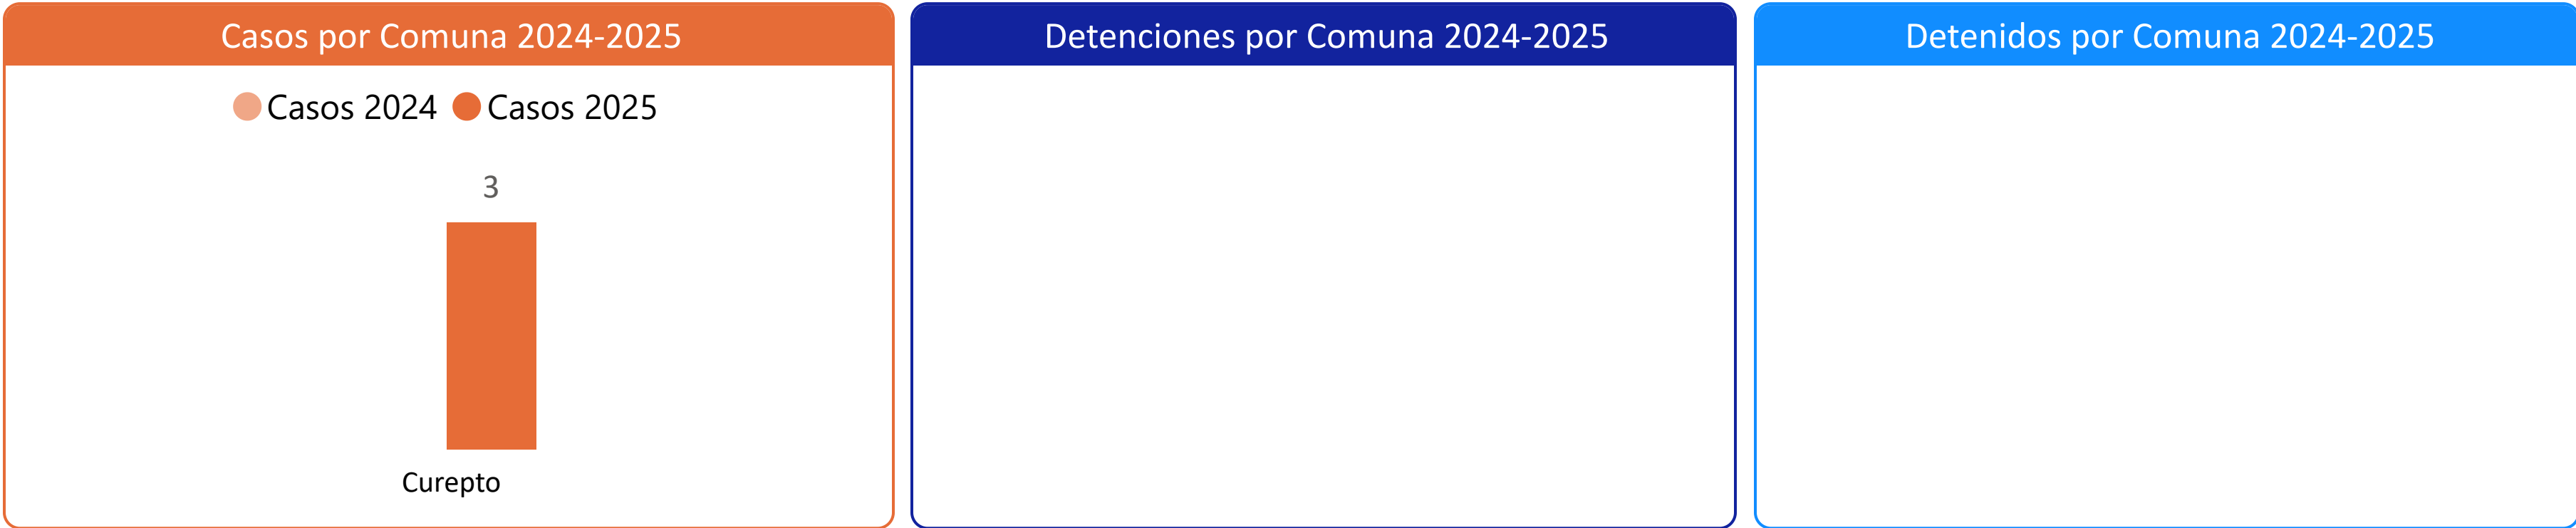 Casos por Comuna 2024-2025
Casos 2024 Casos 2025
3
Curepto
Detenciones por Comuna 2024-2025
Detenidos por Comuna 2024-2025